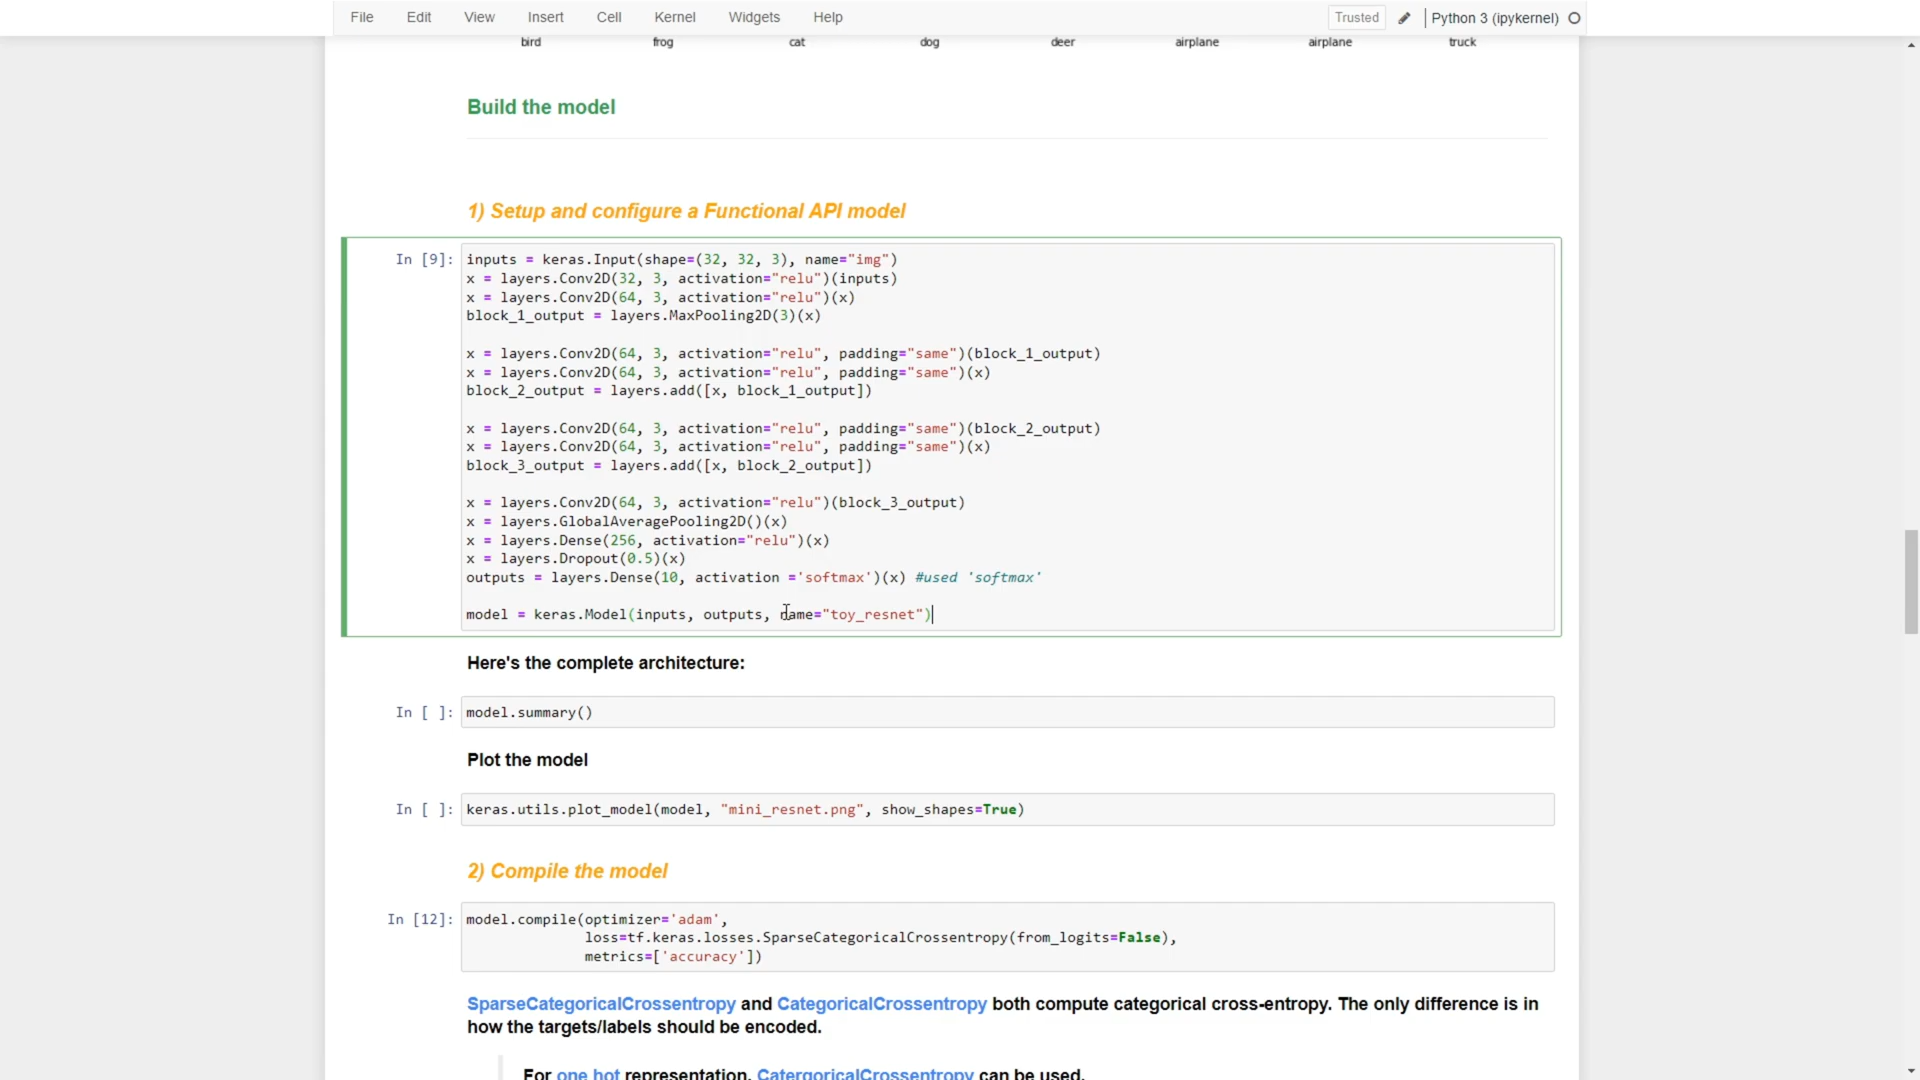 File Edit View Insert Cell Kernel Widgets Help Trusted Python 3 (ipykernel)
bird frog cat dog deer airplane airplane truck
Build the model
1) Setup and configure a Functional API model
In [9]: inputs = keras.Input(shape=(32, 32, 3), name="img")
x = layers.Conv2D(32, 3, activation="relu")(inputs)
x = layers.Conv2D(64, 3, activation="relu")(x)
block_1_output = layers.MaxPooling2D(3)(x)
x = layers.Conv2D(64, 3, activation="relu", padding="same")(block_1_output)
x = layers.Conv2D(64, 3, activation="relu", padding="same")(x)
block_2_output = layers.add([x, block_1_output])
x = layers.Conv2D(64, 3, activation="relu", padding="same")(block_2_output)
x = layers.Conv2D(64, 3, activation="relu", padding="same")(x)
block_3_output = layers.add([x, block_2_output])
x = layers.Conv2D(64, 3, activation="relu")(block_3_output)
x = layers.GlobalAveragePooling2D()(x)
x = layers.Dense(256, activation="relu")(x)
x = layers.Dropout(0.5)(x)
outputs = layers.Dense(10, activation ='softmax')(x) #used 'softmax'
model = keras.Model(inputs, outputs, name="toy_resnet")
Here's the complete architecture:
In [ ]: model.summary()
Plot the model
In [ ]: keras.utils.plot_model(model, "mini_resnet.png", show_shapes=True)
2) Compile the model
In [12]: model.compile(optimizer='adam',
loss=tf.keras.losses.SparseCategoricalCrossentropy(from_logits=False),
metrics=['accuracy'])
SparseCategoricalCrossentropy and CategoricalCrossentropy both compute categorical cross-entropy. The only difference is in
how the targets/labels should be encoded.
For one hot representation, CatergoricalCrossentropy can be used.